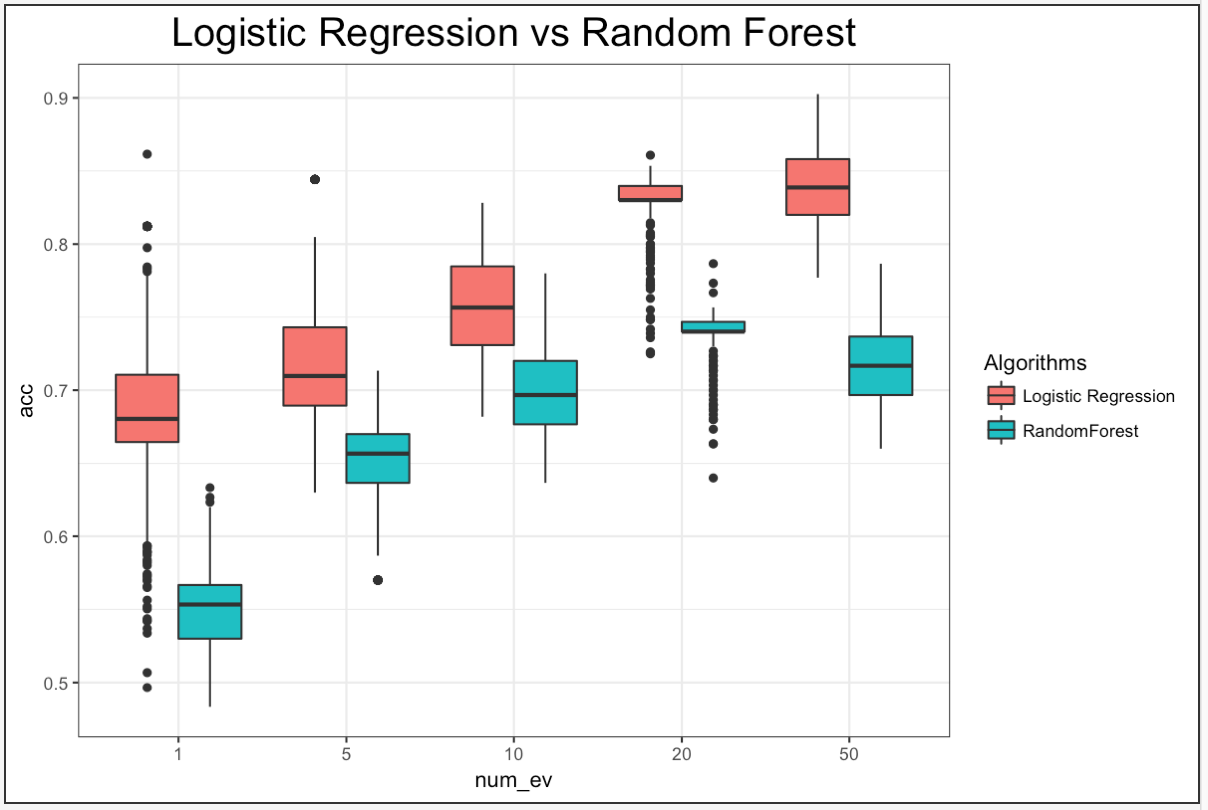 Logistic Regression vs Random Forest
0.9
0.8
0.7
0.6
0.5
acc
1 5 10 20 50
num_ev
Algorithms
Logistic Regression
RandomForest